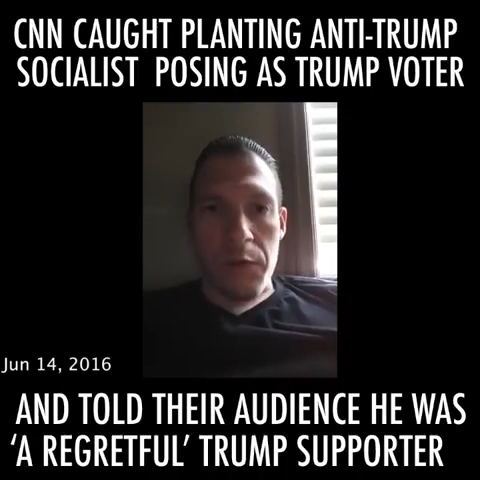 CNN CAUGHT PLANTING ANTI-TRUMP
SOCIALIST POSING AS TRUMP VOTER
Jun 14, 2016
AND TOLD THEIR AUDIENCE HE WAS
'A REGRETFUL' TRUMP SUPPORTER